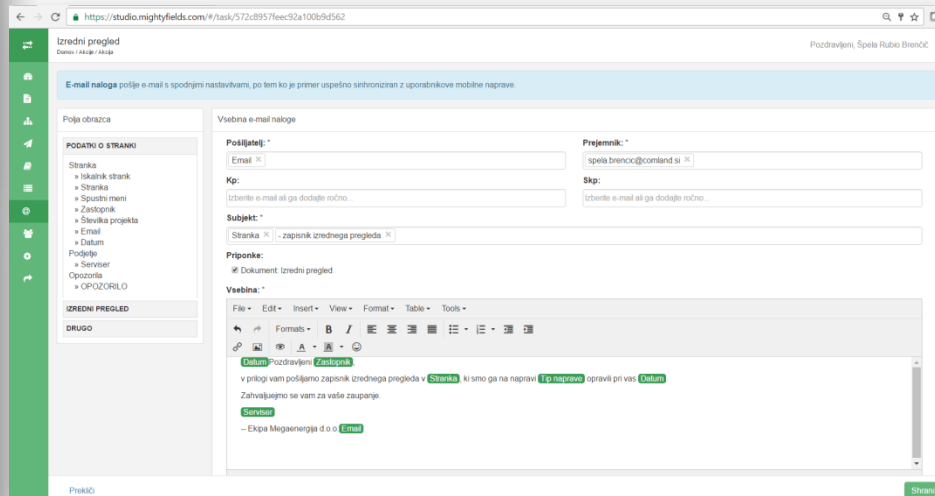 https://studio.mightyfields.com/#/task/572c8957feec92a100b9d562
Izredni pregled
Domov / Akcije / Akcija
Pozdravljeni, Špela Rubio Brenčič
E-mail naloga pošlje e-mail s spodnjimi nastavitvami, po tem ko je primer uspešno sinhroniziran z uporabnikove mobilne naprave.
Polja obrazca
PODATKI O STRANKI
Stranka
» Iskalnik strank
» Stranka
» Spustni meni
» Zastopnik
» Številka projekta
» Email
» Datum
Podjetje
» Serviser
Opozorila
» OPOZORILO
IZREDNI PREGLED
DRUGO
Vsebina e-mail naloge
Pošiljatelj: *
Email ×
Prejemnik: *
spela.brencic@comland.si ×
Kp:
Izberite e-mail ali ga dodajte ročno...
Skp:
Izberite e-mail ali ga dodajte ročno...
Subjekt: *
Stranka × - zapisnik izrednega pregleda ×
Priponke:
Dokument: Izredni pregled
Vsebina: *
File Edit Insert View Format Table Tools
Formats B I
A A
Datum Pozdravljeni Zastopnik,
v prilogi vam pošiljamo zapisnik izrednega pregleda v Stranka, ki smo ga na napravi Tip naprave opravili pri vas Datum
Zahvaljuejmo se vam za vaše zaupanje.
Serviser
-- Ekipa Megaenergija d.o.o. Email
Prekliči
Shrani